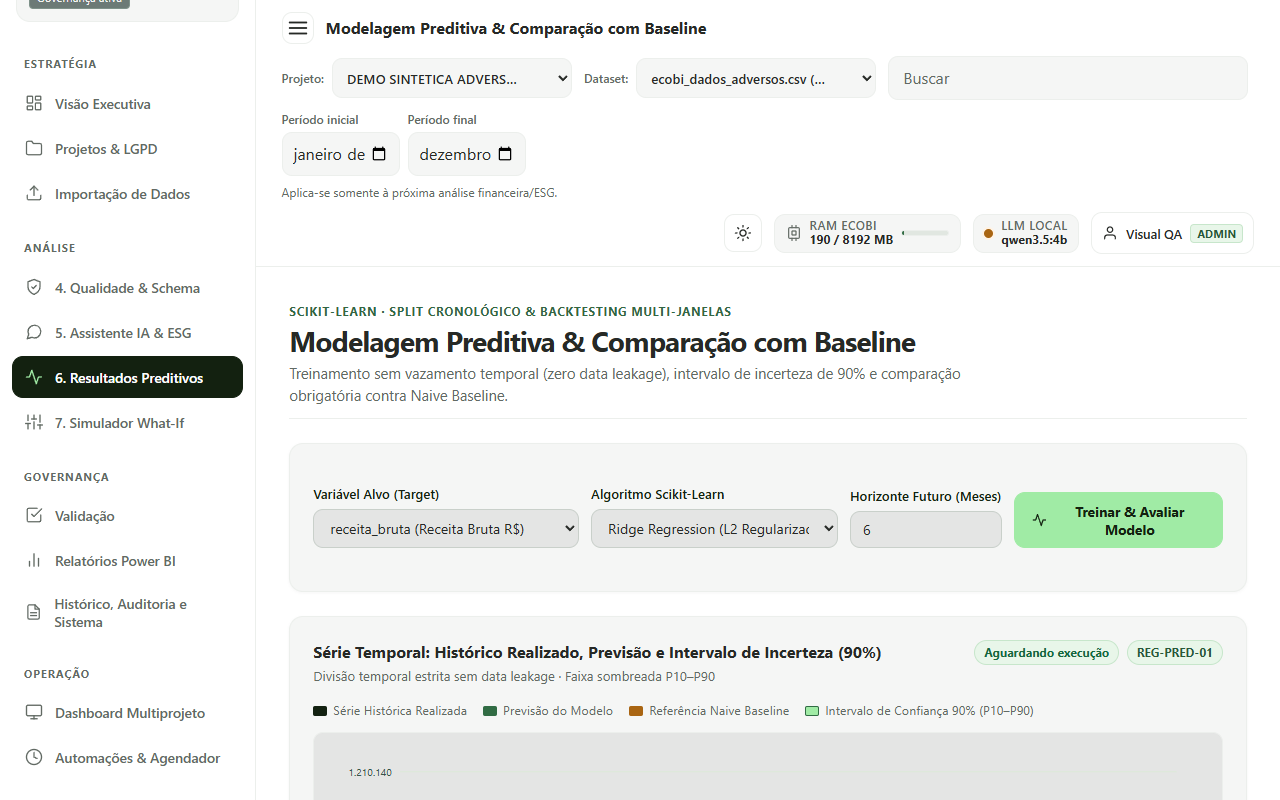 Governança ativa
ESTRATÉGIA
Visão Executiva
Projetos & LGPD
Importação de Dados
ANÁLISE
4. Qualidade & Schema
5. Assistente IA & ESG
6. Resultados Preditivos
7. Simulador What-If
GOVERNANÇA
Validação
Relatórios Power BI
Histórico, Auditoria e
Sistema
OPERAÇÃO
Dashboard Multiprojeto
Automações & Agendador
Modelagem Preditiva & Comparação com Baseline
Projeto: DEMO SINTETICA ADVERS... Dataset: ecobi_dados_adversos.csv (... Buscar
Período inicial Período final
janeiro de dezembro
Aplica-se somente à próxima análise financeira/ESG.
RAM ECOBI
190 / 8192 MB
LLM LOCAL
qwen3.5:4b
Visual QA ADMIN
SCIKIT-LEARN · SPLIT CRONOLÓGICO & BACKTESTING MULTI-JANELAS
Modelagem Preditiva & Comparação com Baseline
Treinamento sem vazamento temporal (zero data leakage), intervalo de incerteza de 90% e comparação
obrigatória contra Naive Baseline.
Variável Alvo (Target)
receita_bruta (Receita Bruta R$)
Algoritmo Scikit-Learn
Ridge Regression (L2 Regularizac
Horizonte Futuro (Meses)
6
Treinar & Avaliar
Modelo
Série Temporal: Histórico Realizado, Previsão e Intervalo de Incerteza (90%)
Aguardando execução REG-PRED-01
Divisão temporal estrita sem data leakage · Faixa sombreada P10–P90
Série Histórica Realizada Previsão do Modelo Referência Naive Baseline Intervalo de Confiança 90% (P10–P90)
1.210.140